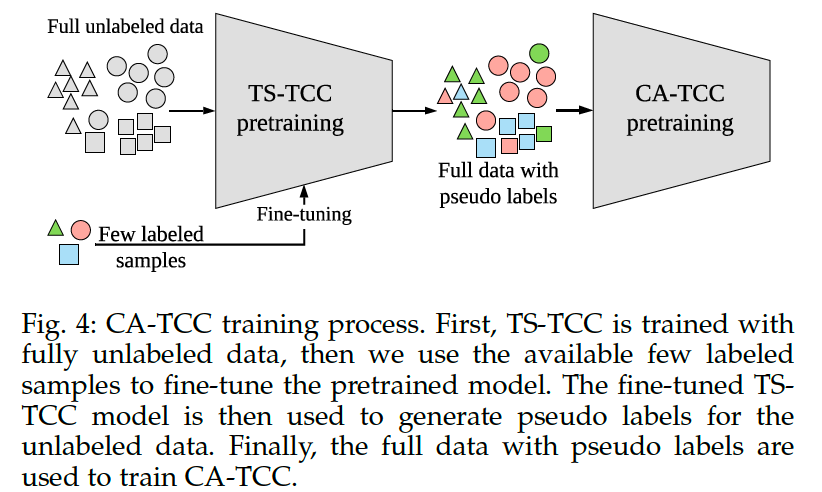 Full unlabeled data
TS-TCC
pretraining
CA-TCC
pretraining
Full data with
pseudo labels
Fine-tuning
Few labeled
samples
Fig. 4: CA-TCC training process. First, TS-TCC is trained with
fully unlabeled data, then we use the available few labeled
samples to fine-tune the pretrained model. The fine-tuned TS-
TCC model is then used to generate pseudo labels for the
unlabeled data. Finally, the full data with pseudo labels are
used to train CA-TCC.